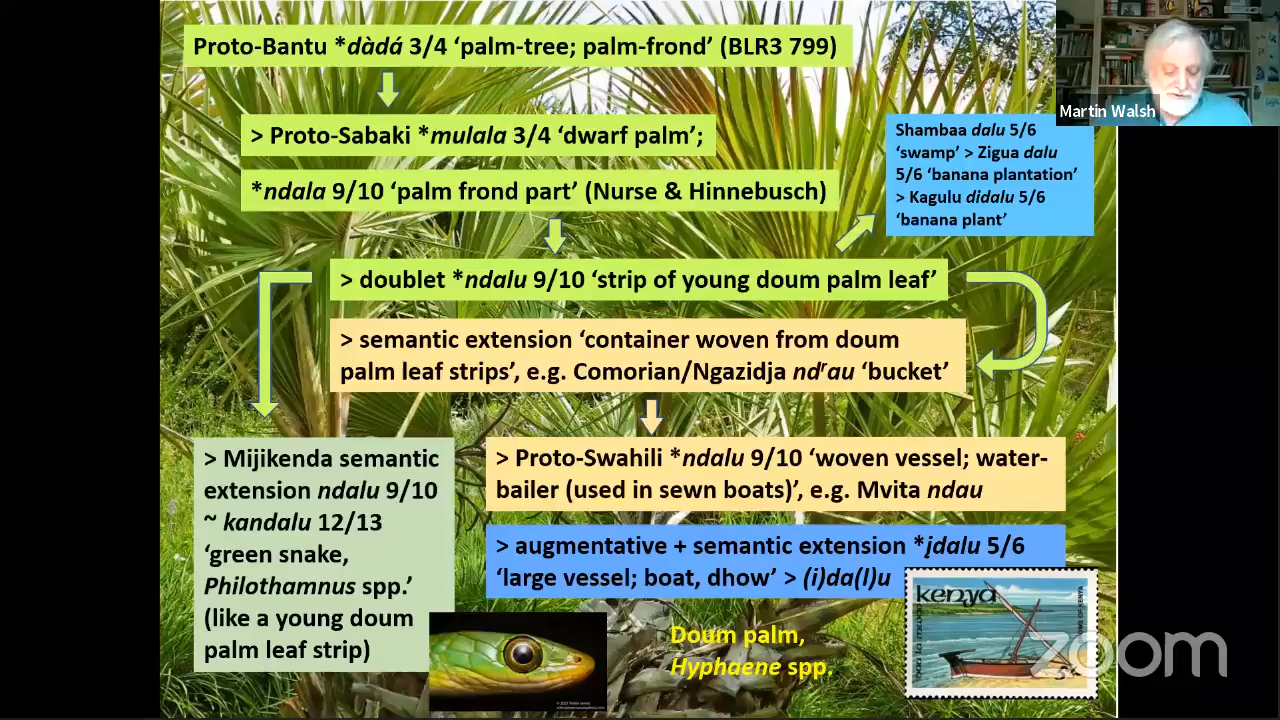 Proto-Bantu *dàdá 3/4 ‘palm-tree; palm-frond’ (BLR3 799)
> Proto-Sabaki *mulala 3/4 ‘dwarf palm’;
*ndala 9/10 ‘palm frond part’ (Nurse & Hinnebusch)
Martin Walsh
Shambaa dalu 5/6
‘swamp’ > Zigua dalu
5/6 ‘banana plantation’
> Kagulu didalu 5/6
‘banana plant’
> doublet *ndalu 9/10 ‘strip of young doum palm leaf’
> semantic extension ‘container woven from doum
palm leaf strips’, e.g. Comorian/Ngazidja ndʳau ‘bucket’
> Mijikenda semantic
extension ndalu 9/10
~ kandalu 12/13
‘green snake,
Philothamnus spp.’
(like a young doum
palm leaf strip)
> Proto-Swahili *ndalu 9/10 ‘woven vessel; water-
bailer (used in sewn boats)’, e.g. Mvita ndau
> augmentative + semantic extension *įdalu 5/6
‘large vessel; boat, dhow’ > (i)da(l)u
Doum palm,
Hyphaene spp.
kenya
zoom